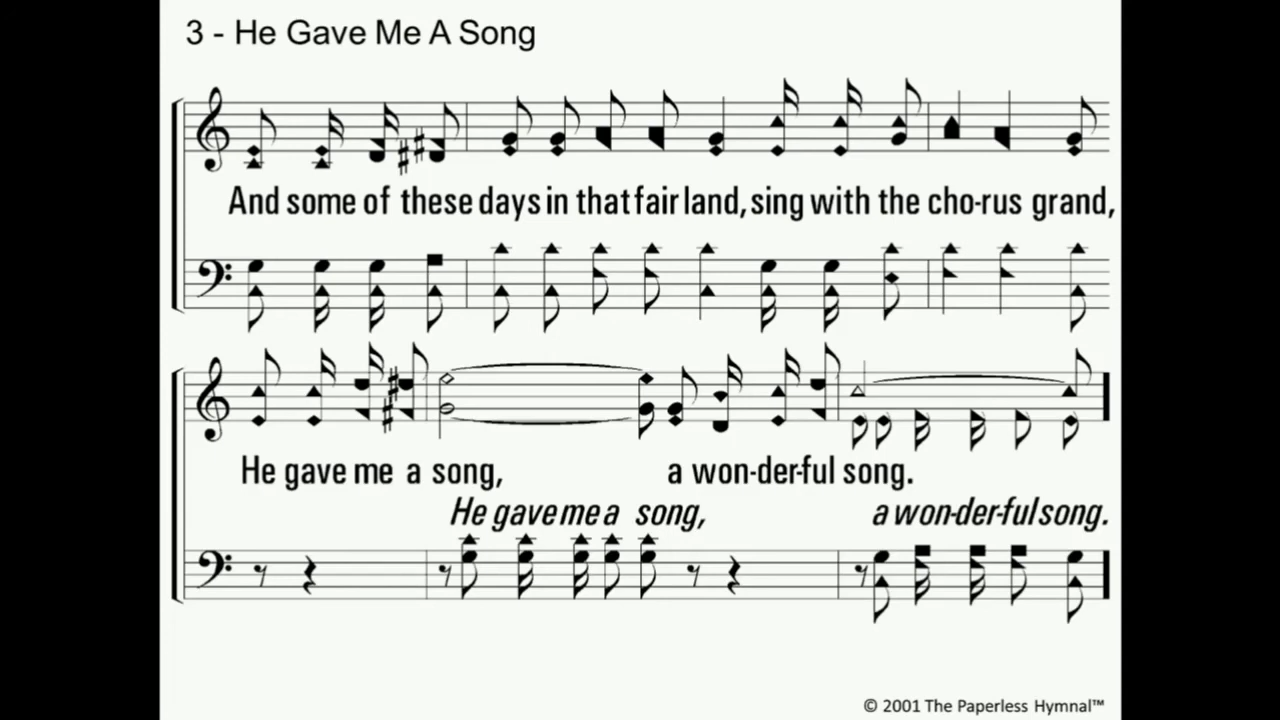 3 - He Gave Me A Song
And some of these days in that fair land, sing with the cho-rus grand,
He gave me a song, a won-der-ful song.
He gave me a song, a won-der-ful song.
© 2001 The Paperless Hymnal™